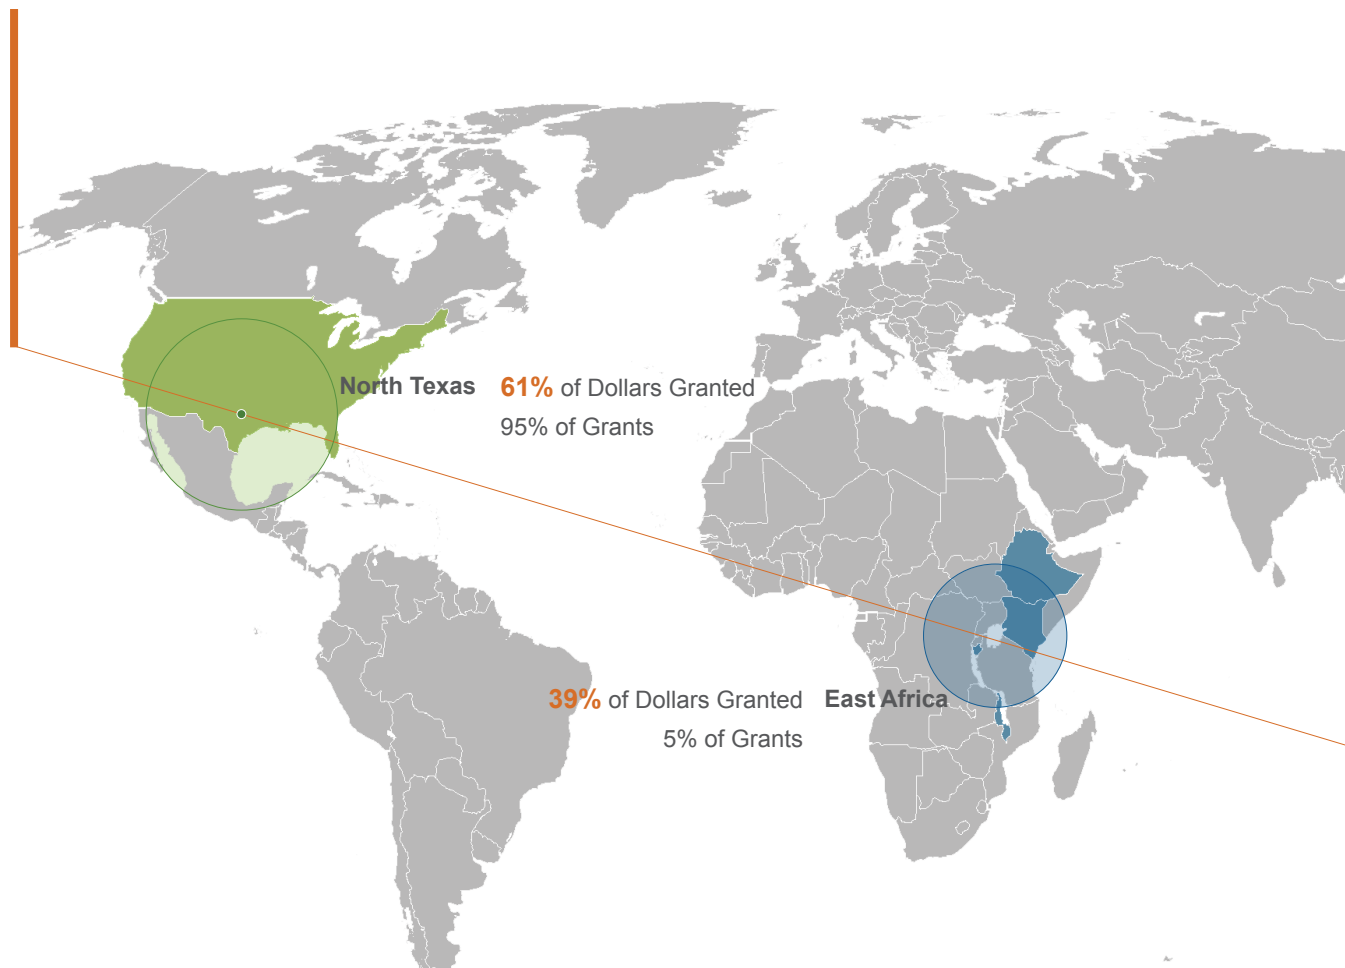 North Texas 61% of Dollars Granted
95% of Grants
39% of Dollars Granted East Africa
5% of Grants